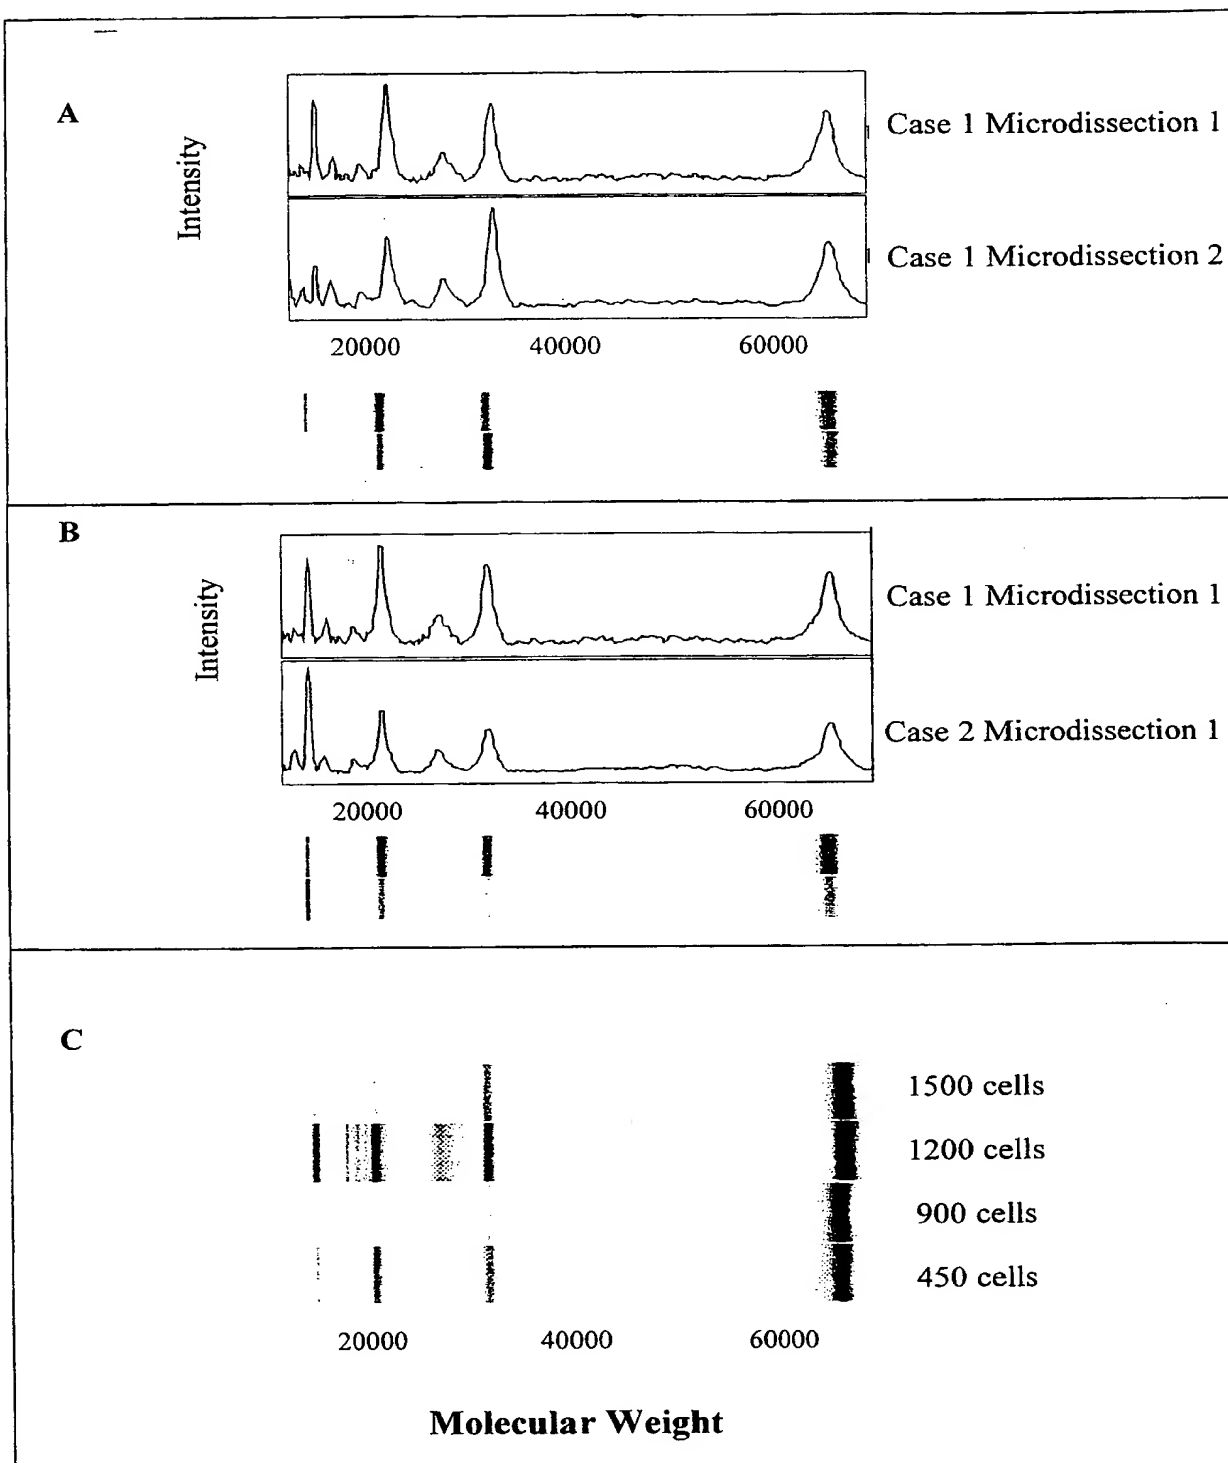 A
Intensity
Case 1 Microdissection 1
Case 1 Microdissection 2
20000 40000 60000
B
Intensity
Case 1 Microdissection 1
Case 2 Microdissection 1
20000 40000 60000
C
1500 cells
1200 cells
900 cells
450 cells
20000 40000 60000
Molecular Weight